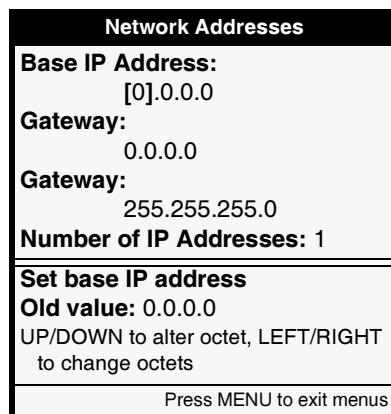 Network Addresses
Base IP Address:
[0].0.0.0
Gateway:
0.0.0.0
Gateway:
255.255.255.0
Number of IP Addresses: 1
Set base IP address
Old value: 0.0.0.0
UP/DOWN to alter octet, LEFT/RIGHT
to change octets
Press MENU to exit menus